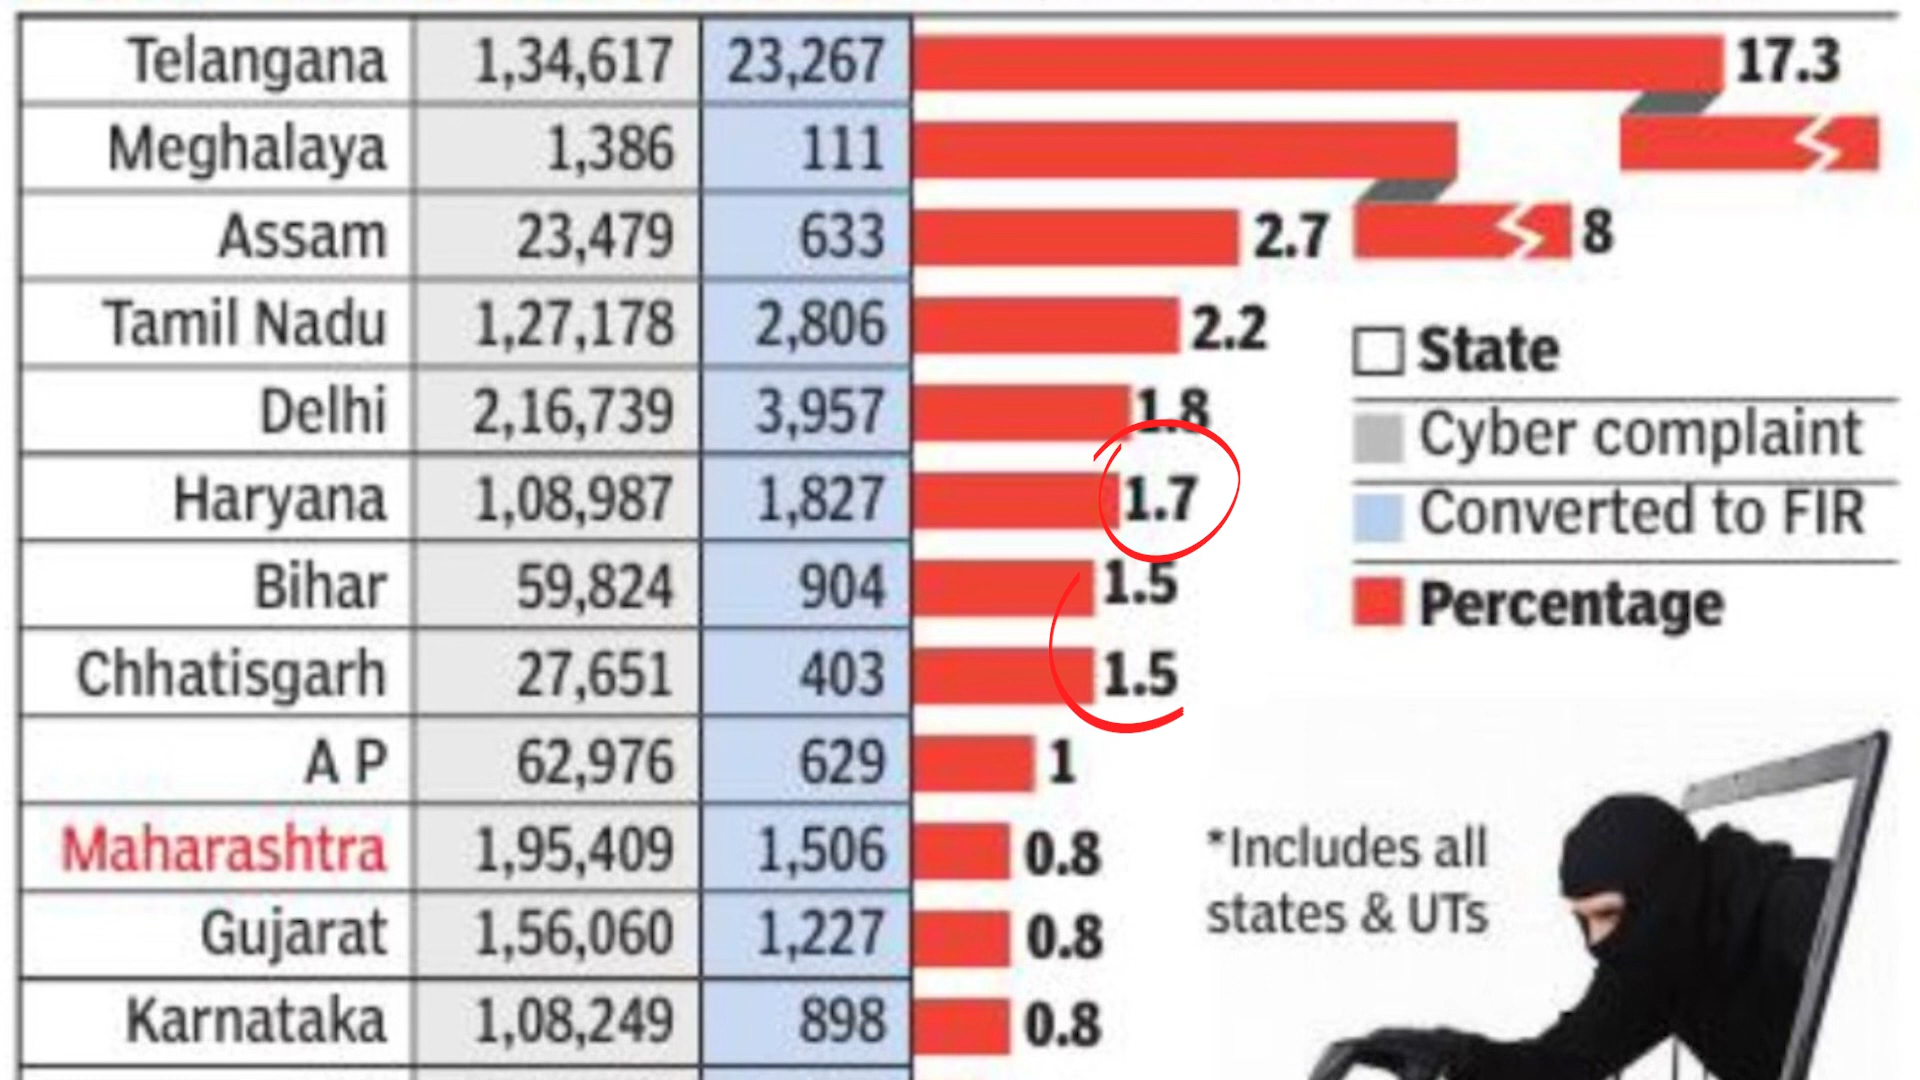 Telangana 1,34,617 23,267 17.3
Meghalaya 1,386 111
Assam 23,479 633 2.7 8
Tamil Nadu 1,27,178 2,806 2.2
State
Delhi 2,16,739 3,957 1.8
Cyber complaint
Haryana 1,08,987 1,827 1.7
Converted to FIR
Bihar 59,824 904 1.5
Percentage
Chhatisgarh 27,651 403 1.5
A P 62,976 629 1
Maharashtra 1,95,409 1,506 0.8
*Includes all
states & UTs
Gujarat 1,56,060 1,227 0.8
Karnataka 1,08,249 898 0.8